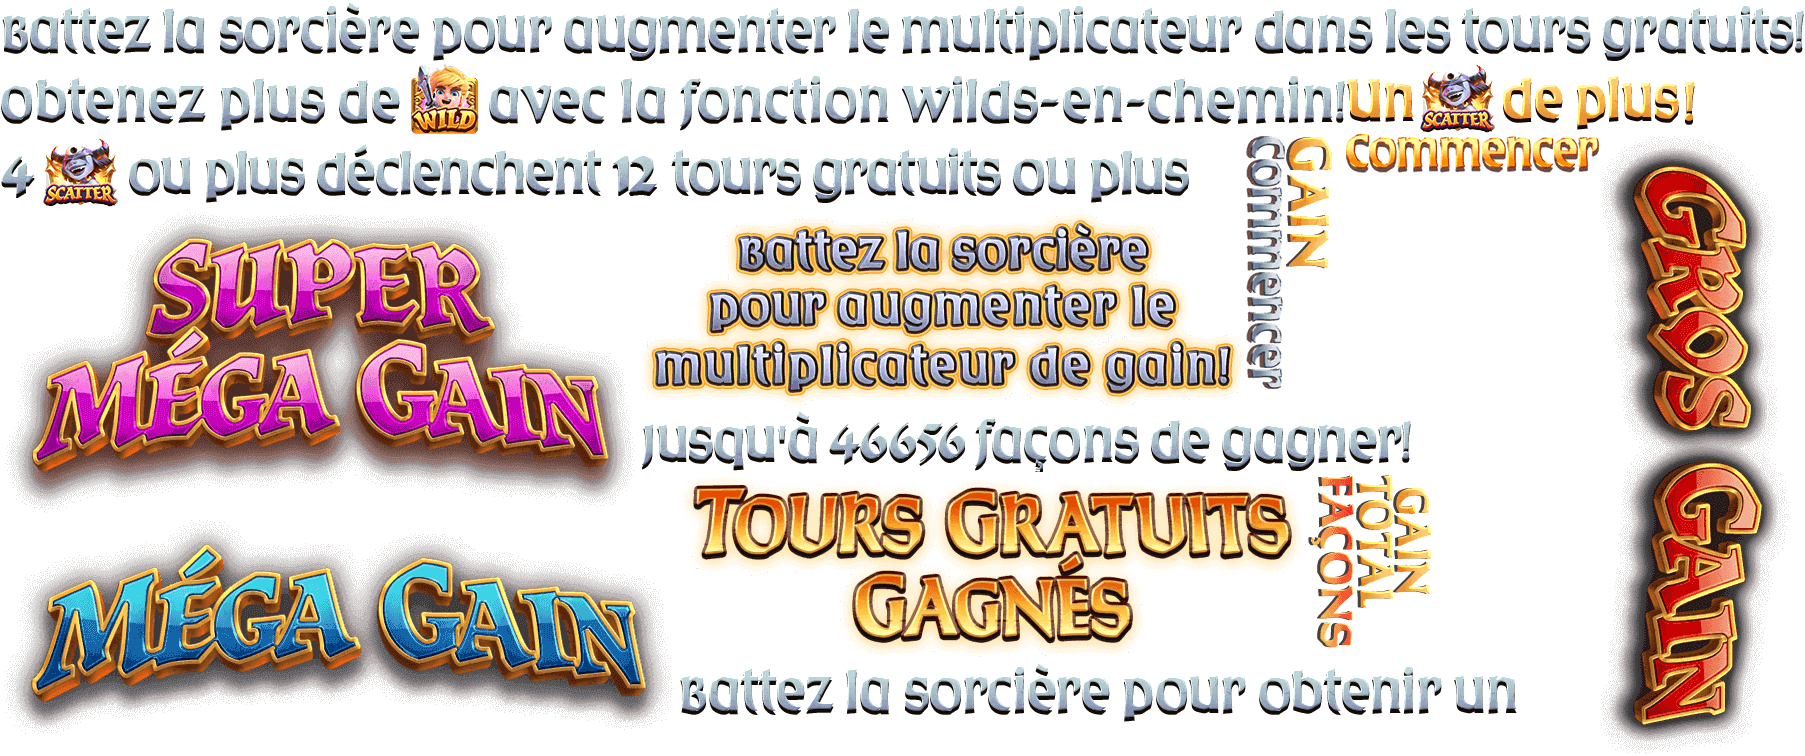 Battez la sorcière pour augmenter le multiplicateur dans les tours gratuits!
Obtenez plus de WILD avec la fonction wilds-en-chemin!
Un SCATTER de plus!
4 SCATTER ou plus déclenchent 12 tours gratuits ou plus
GAIN
Commencer
Commencer
SUPER
MÉGA GAIN
Battez la sorcière
pour augmenter le
multiplicateur de gain!
GROS GAIN
Jusqu'à 46656 façons de gagner!
TOURS GRATUITS
GAGNÉS
GAIN
TOTAL
FAÇONS
MÉGA GAIN
Battez la sorcière pour obtenir un